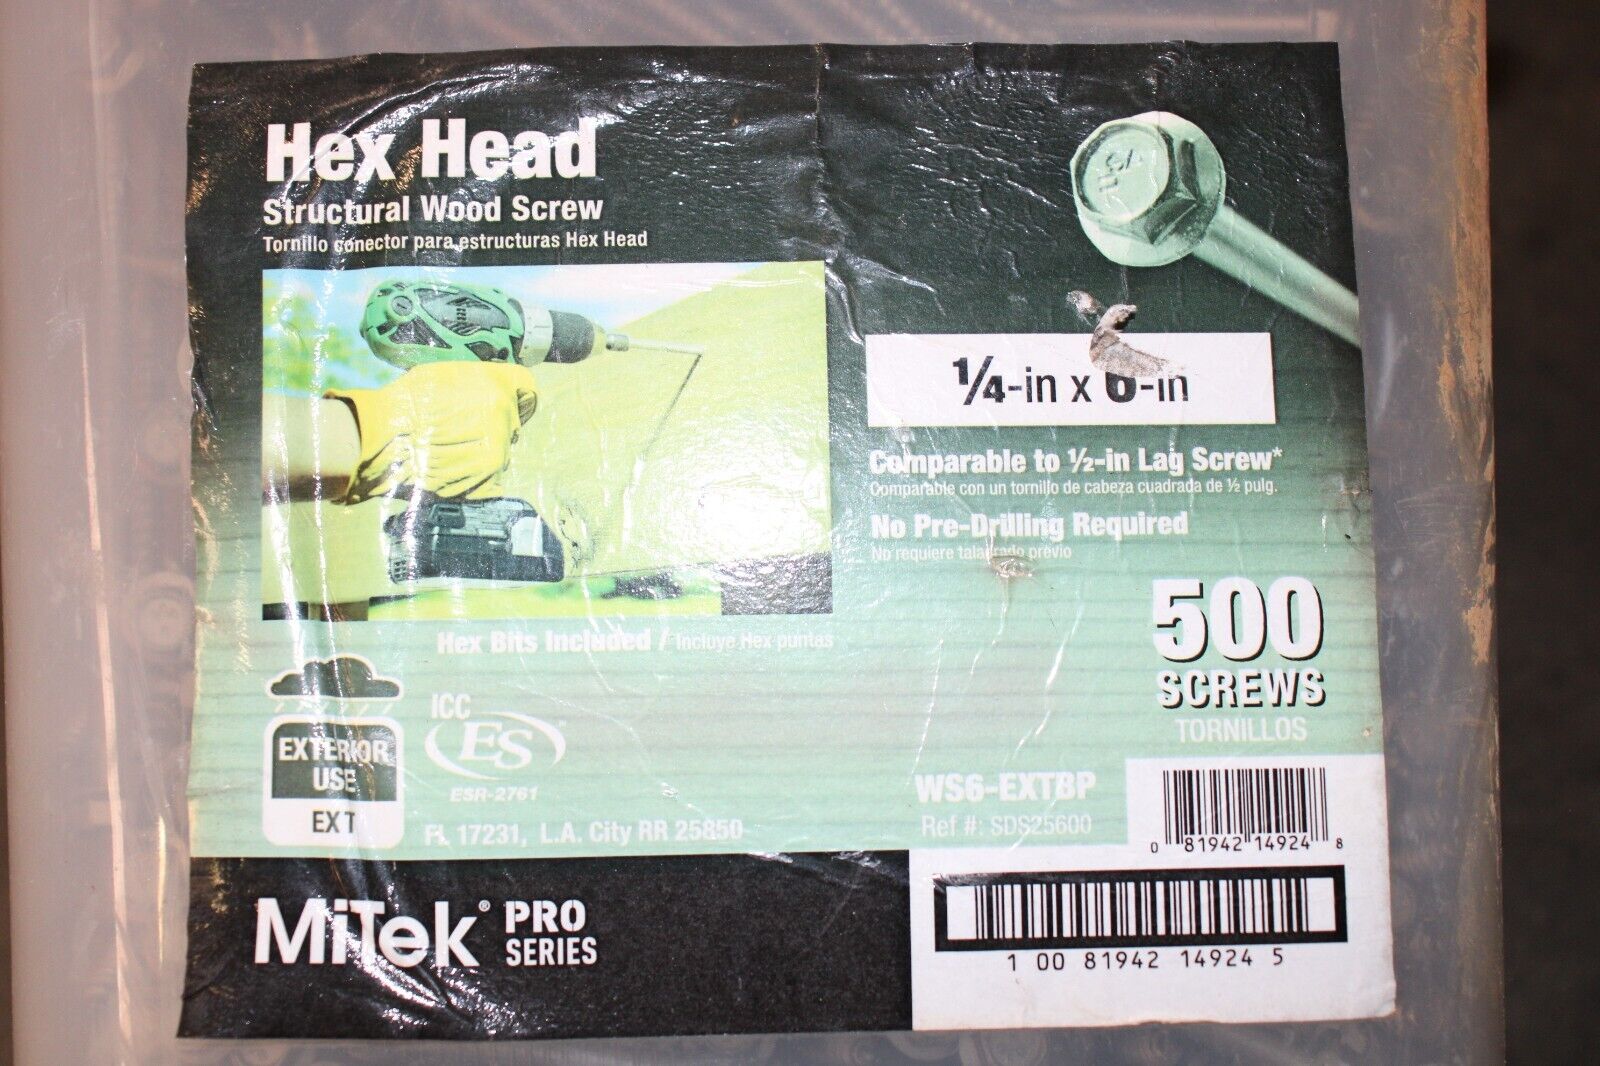 Hex Head
Structural Wood Screw
Tornillo conector para estructuras Hex Head
1/4-in x 6-in
Comparable to 1/2-in Lag Screw*
Comparable con un tornillo de cabeza cuadrada de 1/2 pulg.
No Pre-Drilling Required
No requiere taladrado previo
Hex Bits Included / Incluye Hex puntas
500
SCREWS
TORNILLOS
EXTERIOR
USE
EXT
ICC
ES
ESR-2761
FL 17231, L.A. City RR 25850
WS6-EXTBP
Ref #: SDS25600
0 81942 14924 8
1 00 81942 14924 5
MiTek® PRO
SERIES